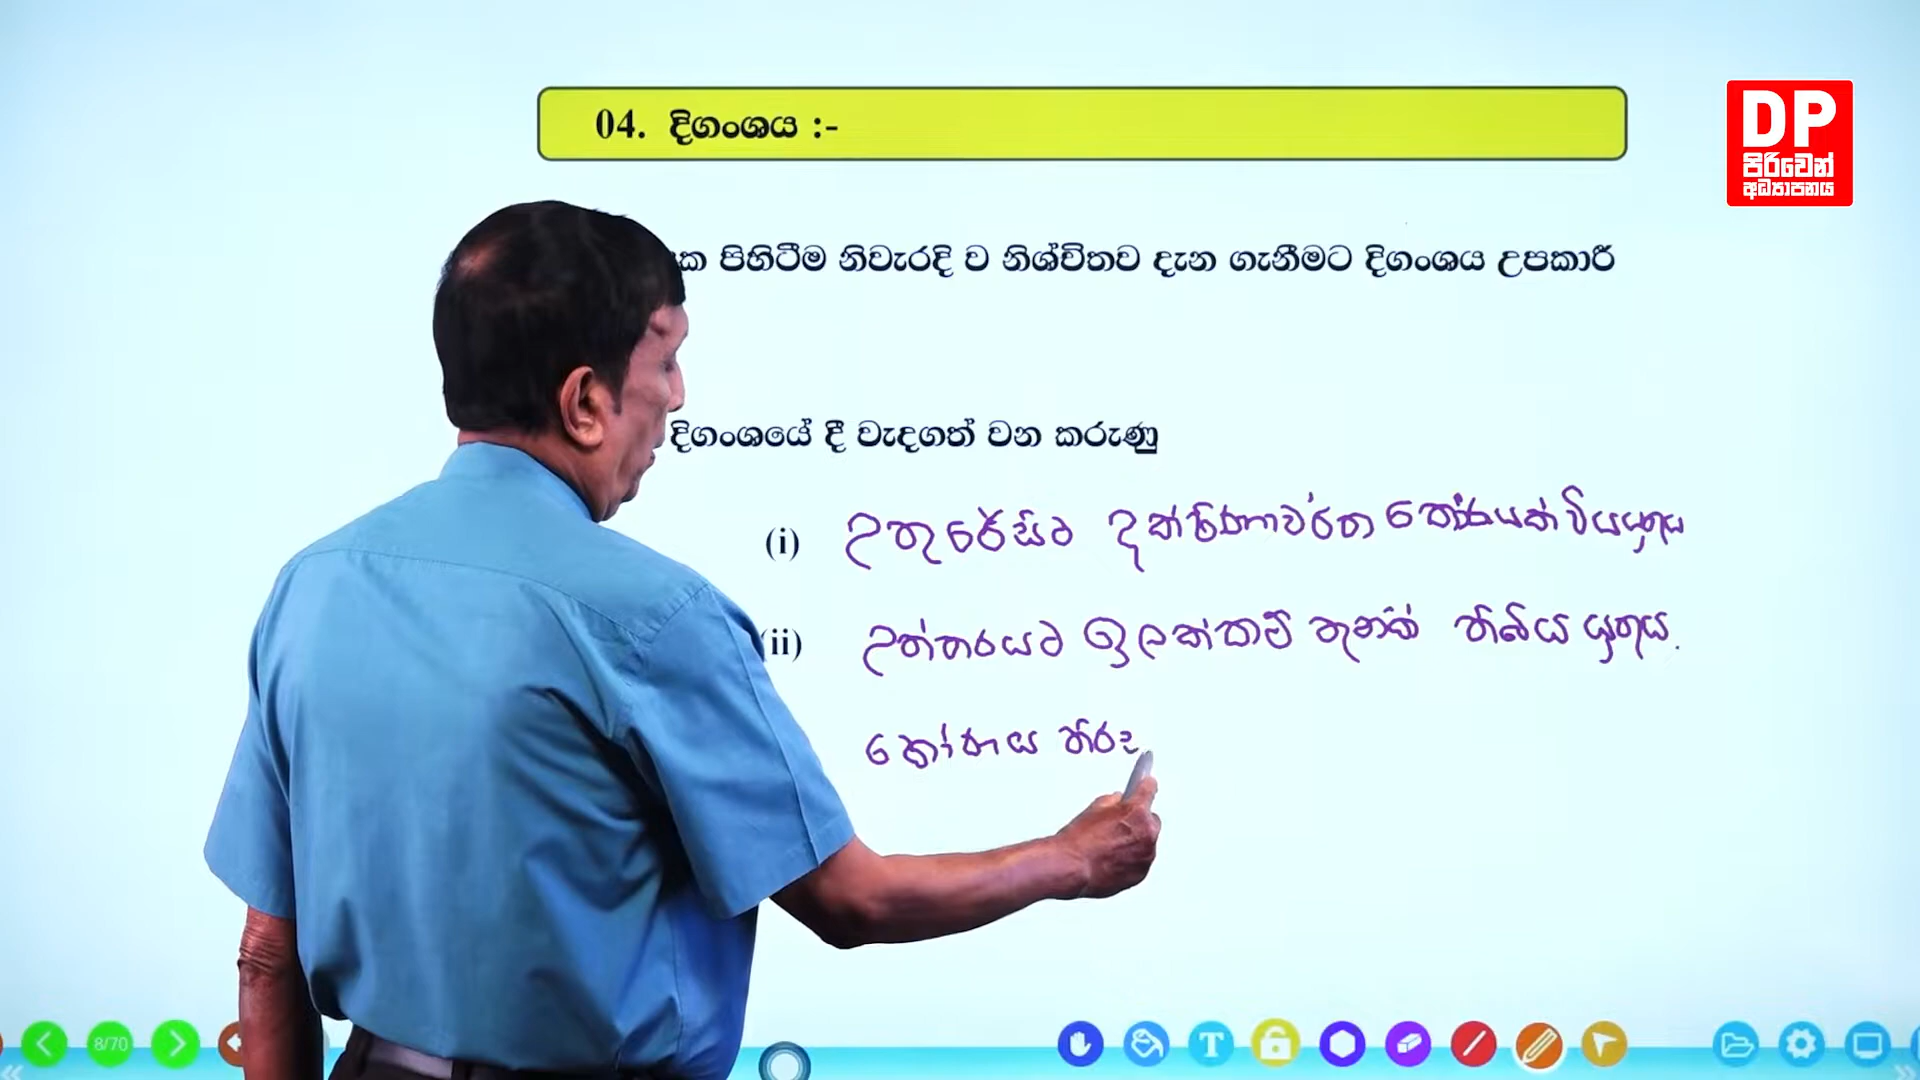 04. දිගංශය :-
DP
පිරිවෙන්
අධ්‍යාපනය
පිහිටීම නිවැරදි ව නිශ්චිතව දැන ගැනීමට දිගංශය උපකාරී
දිගංශයේ දී වැදගත් වන කරුණු
(i) උතුරේ සිට දක්ෂිණාවර්ත කෝණයක් විය යුතුය
(ii) උත්තරයට ඉලක්කම් තුනක් තිබිය යුතුය.
කෝණය
8/70
T